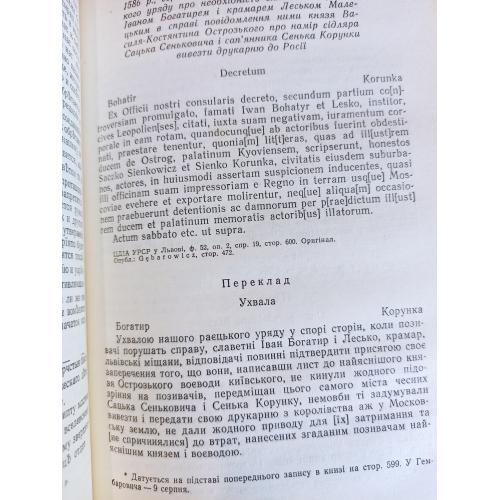 1586 р.,
кого уряду про необхідність
Іваном Богатирем і крамарем Леськом Мале-
цьким в справі повідомлення ними князя Ва-
силя-Костянтина Острозького про намір сідляра
Сацька Сеньковича і сап'янника Сенька Корунка
вивезти друкарню до Росії
Decretum
Bohatir
Korunka
Ex Officii nostri consularis decreto, secundum partium co[n]-
troversiam promulgato, famati Iwan Bohatyr et Lesko, institor,
cives Leopolien[ses], citati, iuxta suam negativam, iuramentum cor-
porale in eam rotam, quandocunq[ue] ab actoribus fuerint obdesti-
nati, praestare tenentur, quonia[m] lit[t]eras, quas ad ill[ust]rem
ducem de Ostrog, palatinum Kyoviensem, scripserunt, honestos
Saczko Sienkowicz et Sienko Korunka, civitatis eiusdem suburba-
nos, actores, in huiusmodi assertam suspicionem inducentes, quasi
illi officinam suam impressoriam e Regno in terram usq[ue] Mos-
coviae evehere et exportare molirentur, neq[ue] aliqua[m] occasio-
nem praebuerunt detentionis ac damnorum per p[rae]dictum ill[ust]-
rem ducem et palatinum memoratis actorib[us] illatorum.
Actum sabbato etc. ut supra.
ЦДІА УРСР у Львові, ф. 52, оп. 2, спр. 19, стор. 600. Оригінал.
Опубл.: Gębarowicz, стор. 472.
Переклад
Ухвала
Богатир
Корунка
Ухвалою нашого раєцького уряду у спорі сторін, коли пози-
вачі порушать справу, славетні Іван Богатир і Лесько, крамар,
львівські міщани, відповідачі повинні підтвердити присягою своє
заперечення того, що вони, написавши лист до найяснішого кня-
зя Острозького воєводи київського, не кинули жодного підо-
зріння на позивачів, передміщан цього самого міста чесних
Сацька Сеньковича і Сенька Корунку, немовби ті задумували
вивезти і передати свою друкарню з королівства аж у Москов-
ську землю, не дали жодного приводу для [їх] затримання та
[не спричинялися] до втрат, нанесених згаданим позивачам най-
яснішим князем і воєводою.
* Датується на підставі попереднього запису в книзі на стор. 599. У Гем-
баровича — 9 серпня.